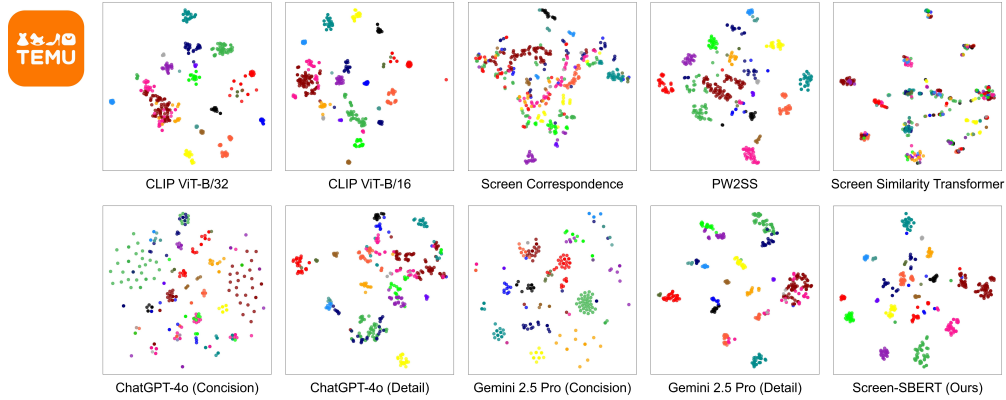 TEMU
CLIP ViT-B/32
CLIP ViT-B/16
Screen Correspondence
PW2SS
Screen Similarity Transformer
ChatGPT-4o (Concision)
ChatGPT-4o (Detail)
Gemini 2.5 Pro (Concision)
Gemini 2.5 Pro (Detail)
Screen-SBERT (Ours)